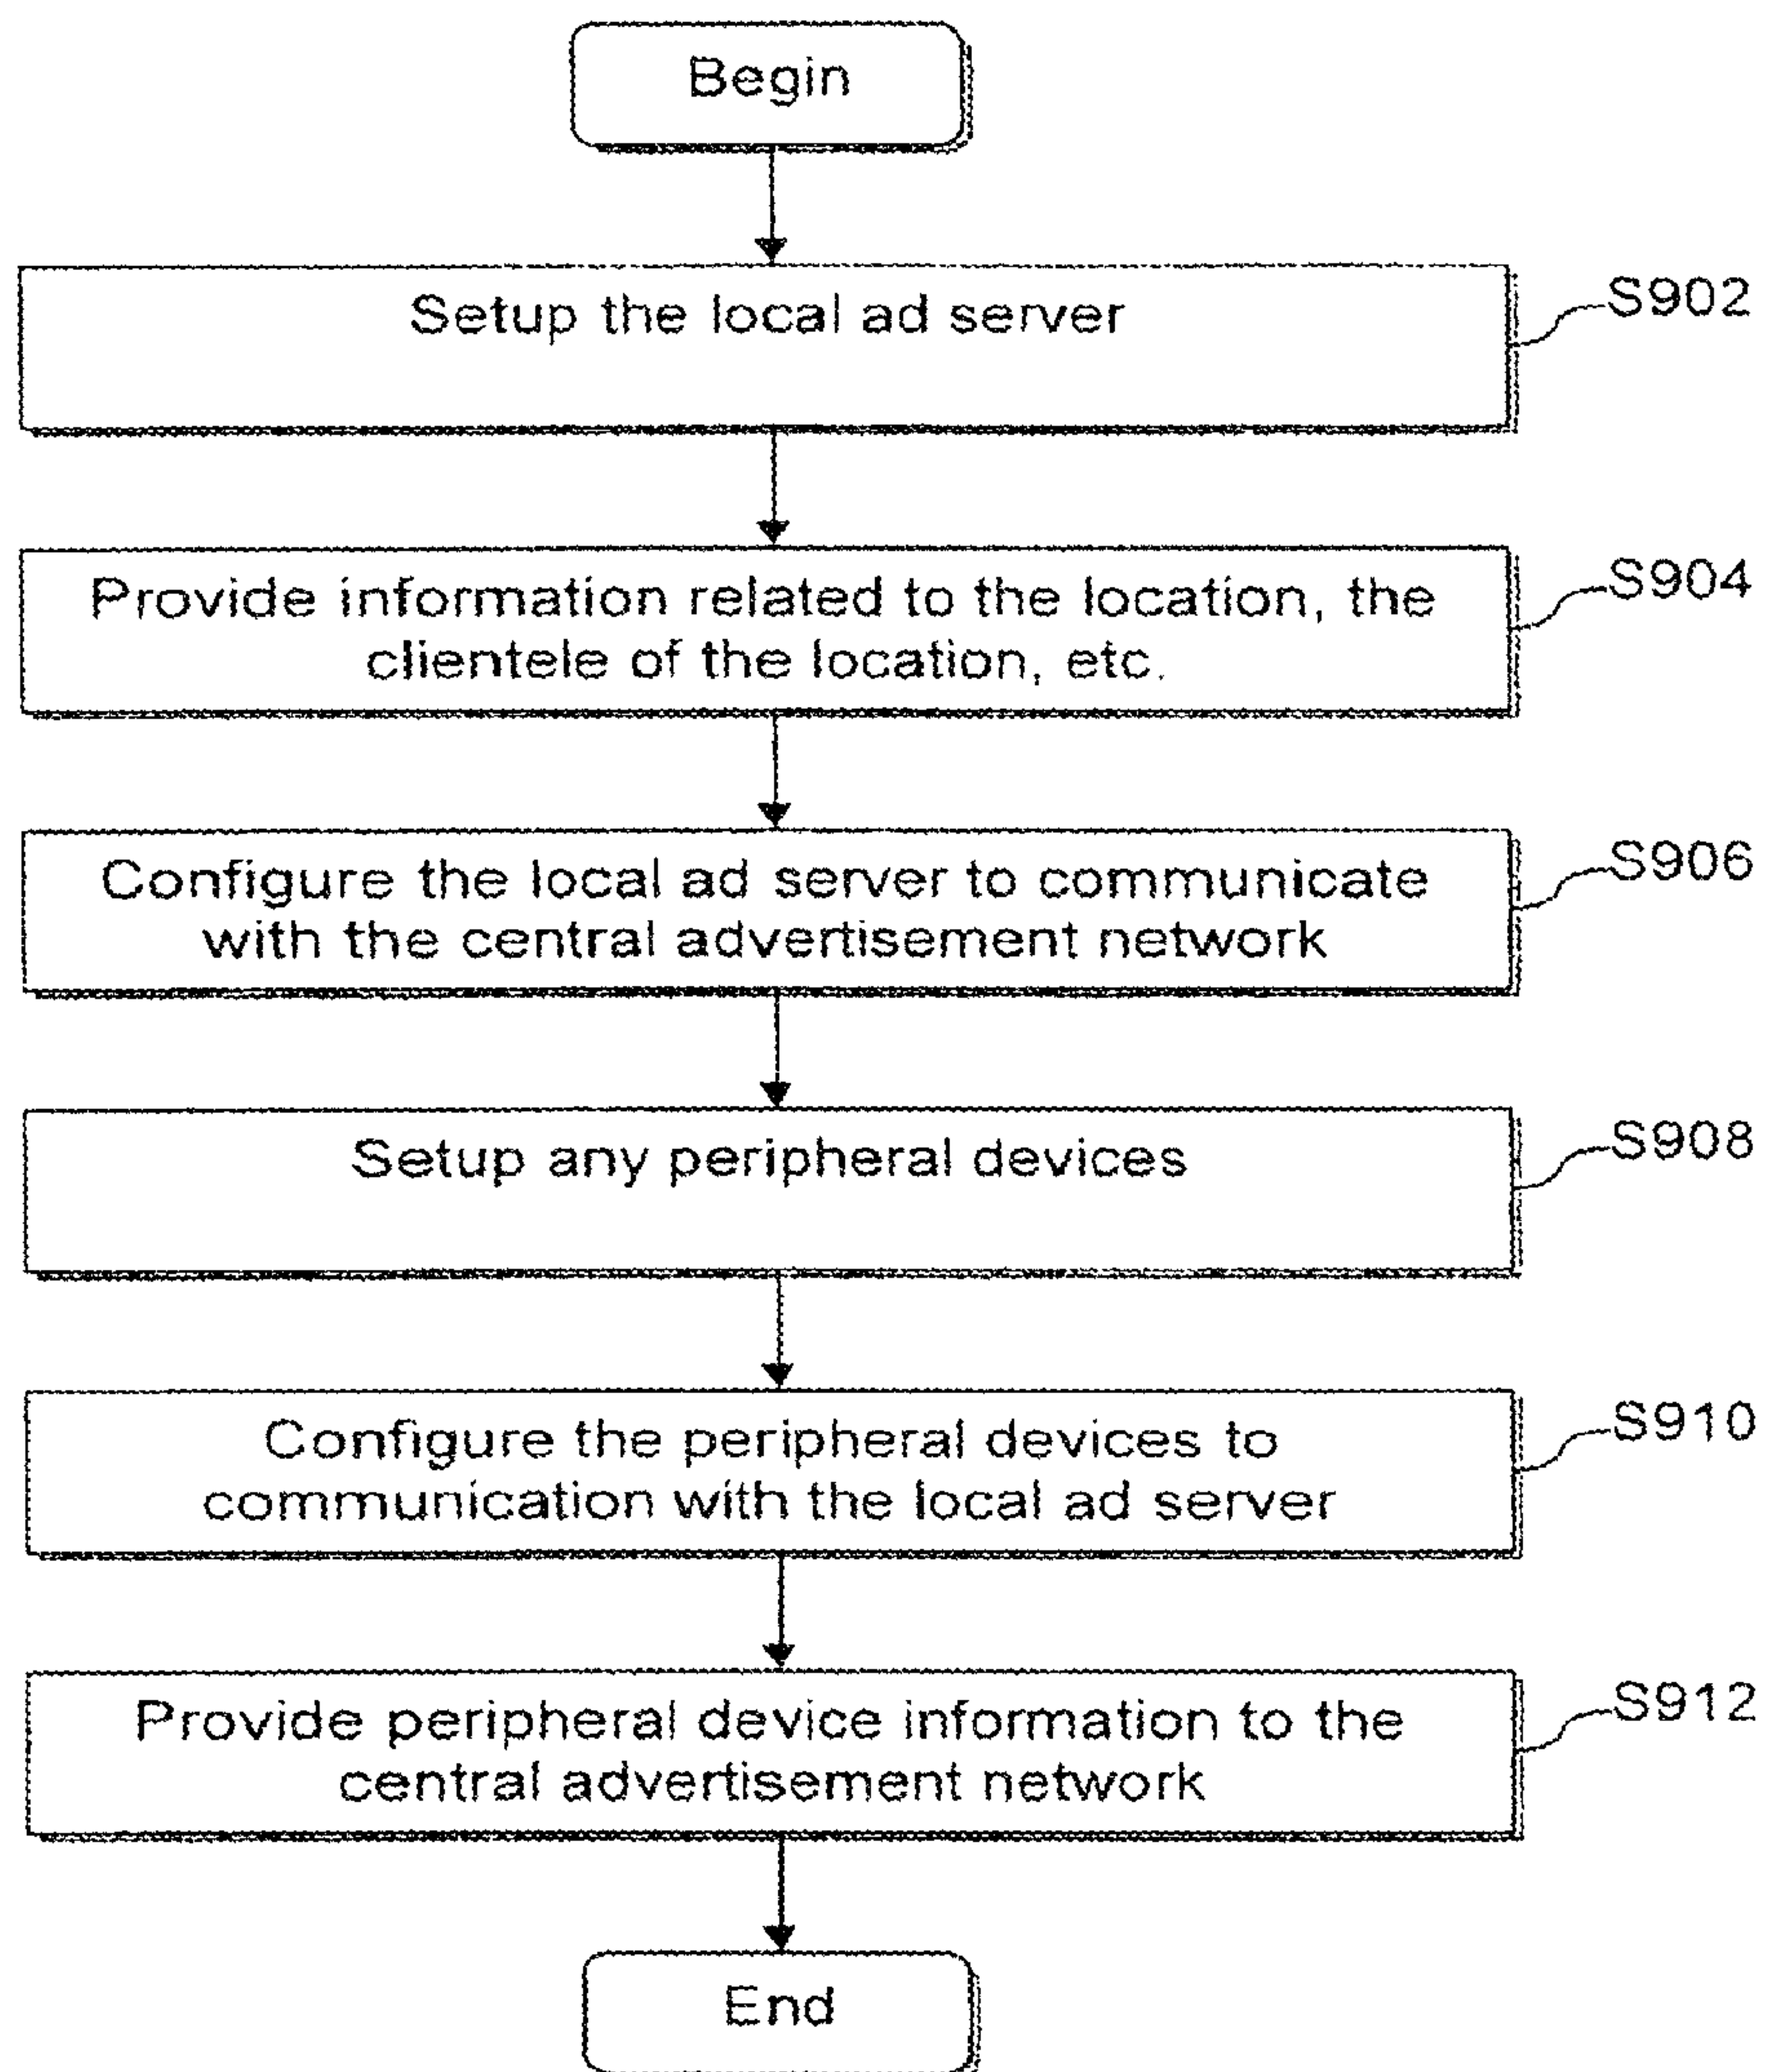 Begin
Setup the local ad server
S902
Provide information related to the location, the
clientele of the location, etc.
S904
Configure the local ad server to communicate
with the central advertisement network
S906
Setup any peripheral devices
S908
Configure the peripheral devices to
communication with the local ad server
S910
Provide peripheral device information to the
central advertisement network
S912
End